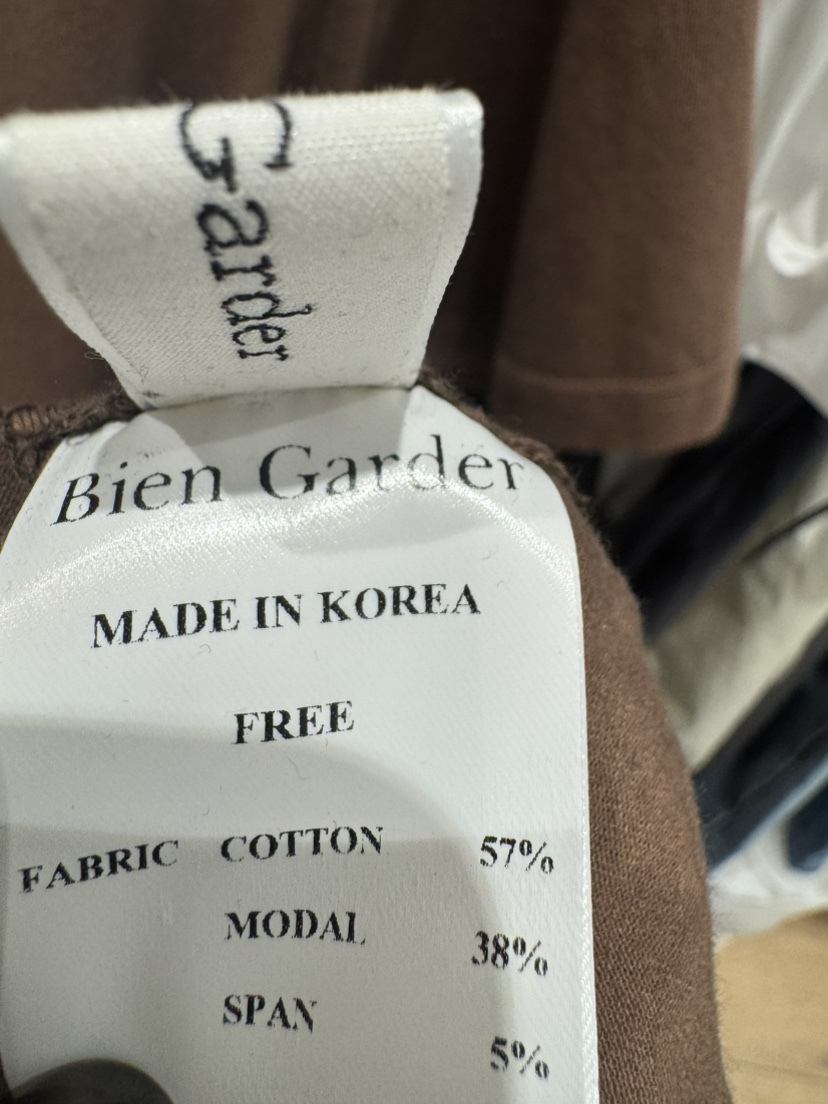 Garder
Bien Garder
MADE IN KOREA
FREE
FABRIC COTTON 57%
MODAL 38%
SPAN 5%